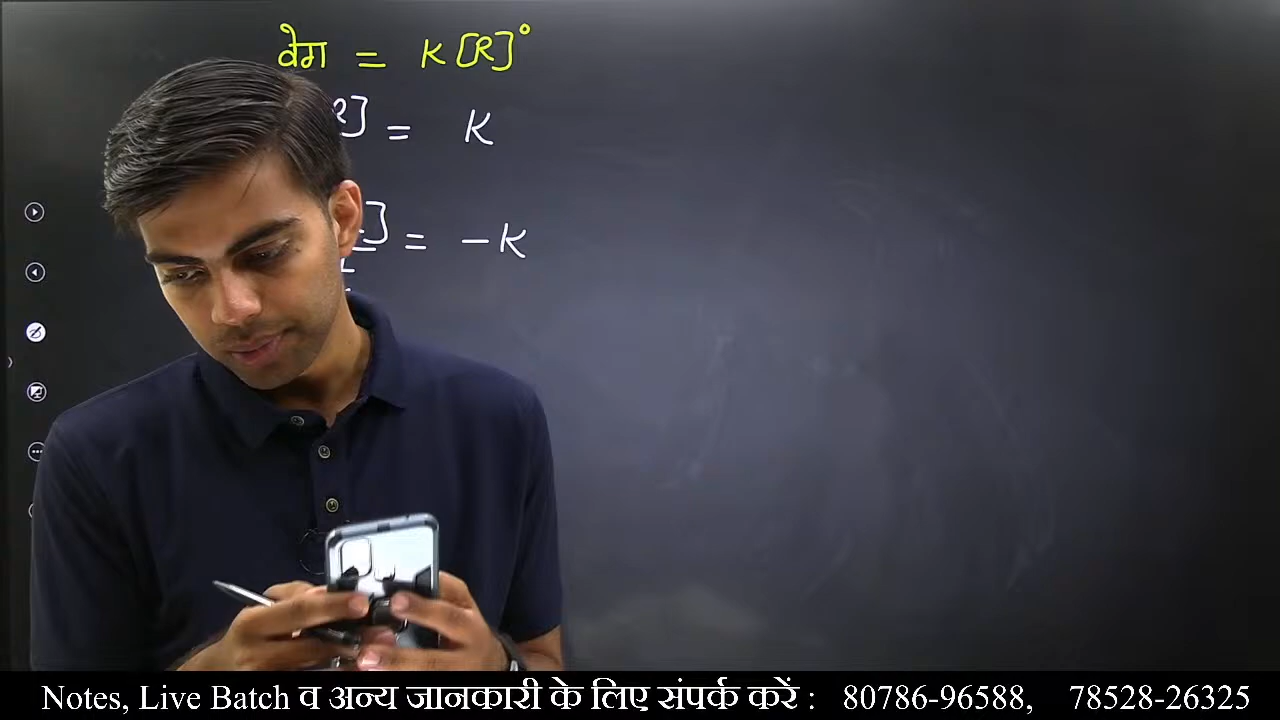 वेग = K[R]°
R] = K
] = -K
Notes, Live Batch व अन्य जानकारी के लिए संपर्क करें : 80786-96588, 78528-26325